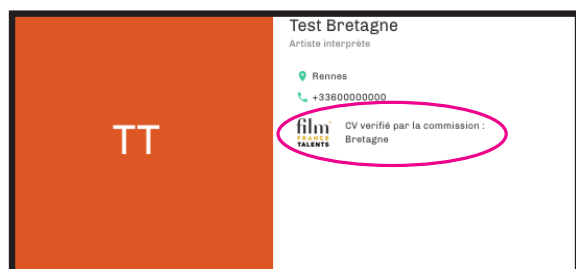 Test Bretagne
Artiste interprète
Rennes
+33600000000
TT
film
FRANCE
TALENTS
CV verifié par la commission :
Bretagne